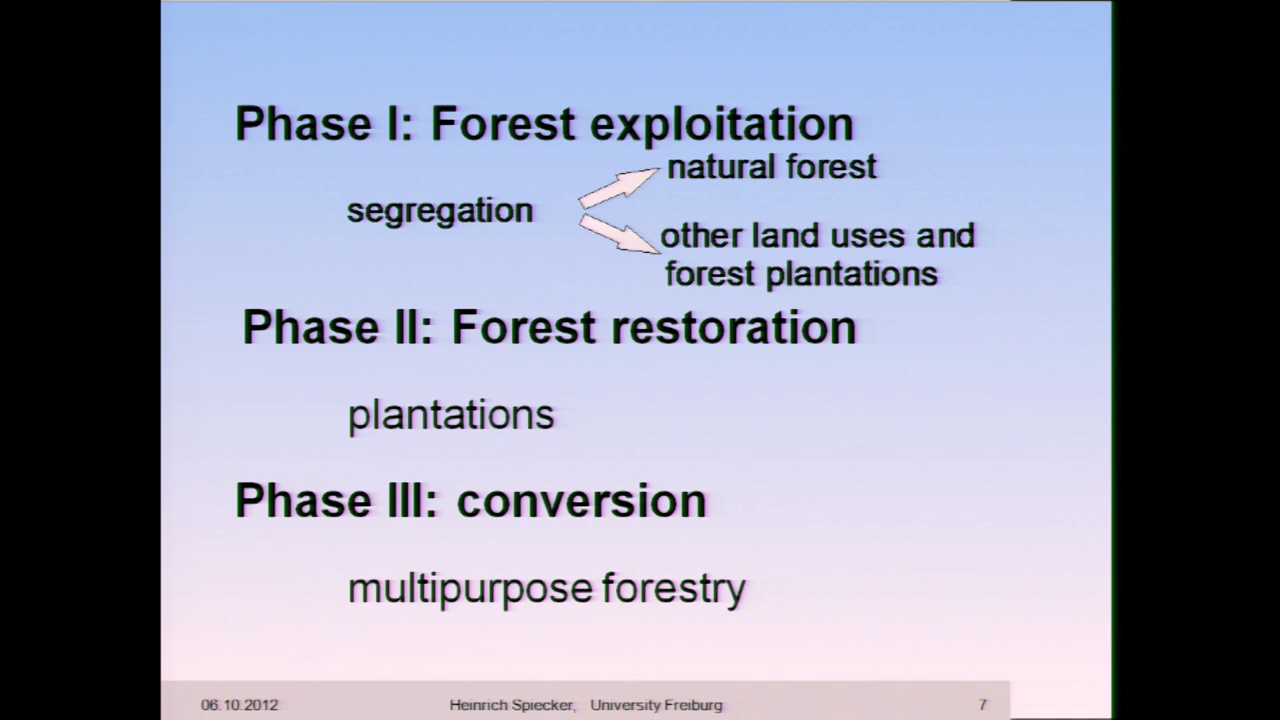 Phase I: Forest exploitation
natural forest
segregation
other land uses and
forest plantations
Phase II: Forest restoration
plantations
Phase III: conversion
multipurpose forestry
06.10.2012 Heinrich Spiecker, University Freiburg 7